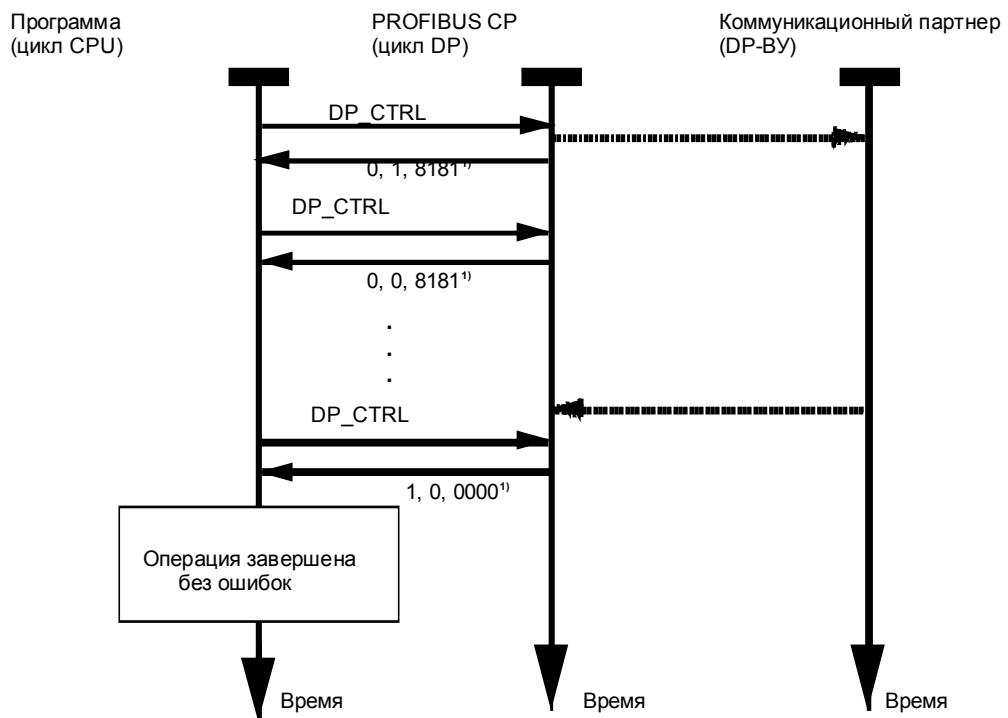 Программа
(цикл CPU)
PROFIBUS CP
(цикл DP)
Коммуникационный партнер
(DP-ВУ)
DP_CTRL
0, 1, 8181¹⁾
DP_CTRL
0, 0, 8181¹⁾
.
.
.
DP_CTRL
1, 0, 0000¹⁾
Операция завершена
без ошибок
Время
Время
Время